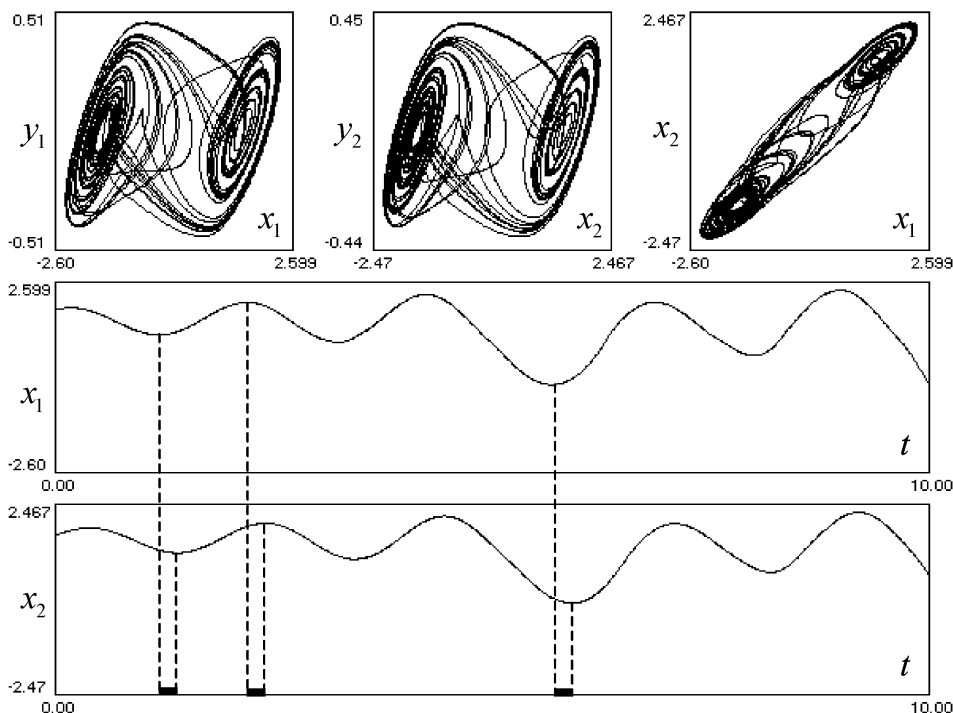 0.51
y₁
-0.51
-2.60
x₁
2.599
0.45
y₂
-0.44
-2.47
x₂
2.467
2.467
x₂
-2.47
-2.60
x₁
2.599
2.599
x₁
-2.60
0.00
t
10.00
2.467
x₂
-2.47
0.00
t
10.00